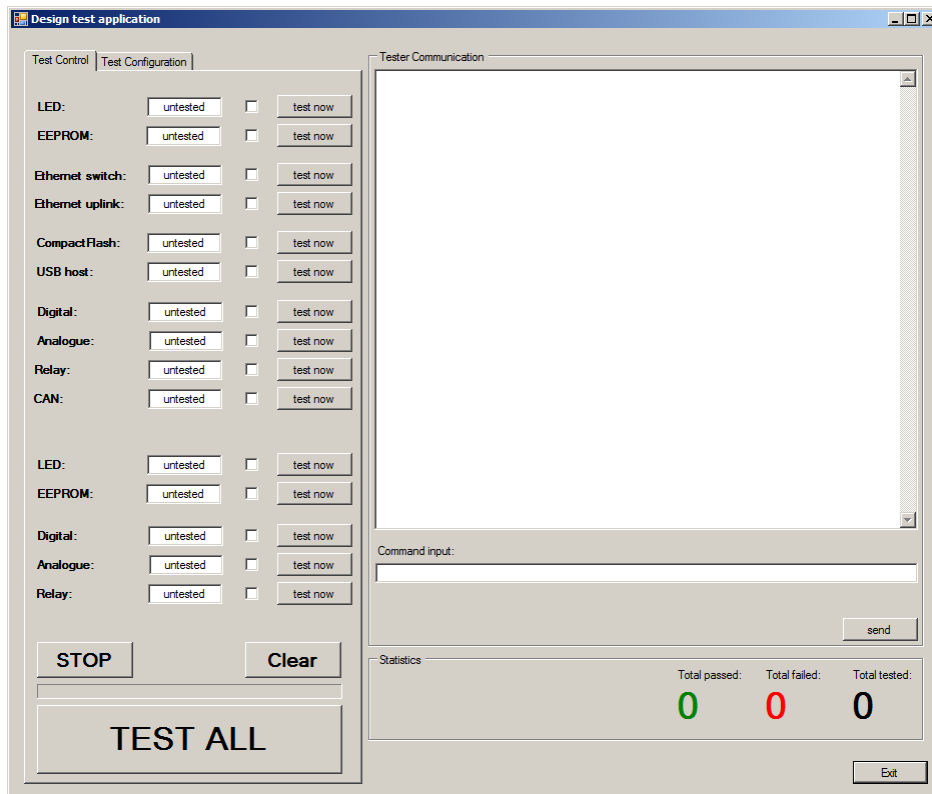 Design test application
Test Control Test Configuration
LED: untested test now
EEPROM: untested test now
Ethernet switch: untested test now
Ethernet uplink: untested test now
CompactFlash: untested test now
USB host: untested test now
Digital: untested test now
Analogue: untested test now
Relay: untested test now
CAN: untested test now
LED: untested test now
EEPROM: untested test now
Digital: untested test now
Analogue: untested test now
Relay: untested test now
STOP Clear
TEST ALL
Tester Communication
Command input:
send
Statistics
Total passed: Total failed: Total tested:
0 0 0
Exit